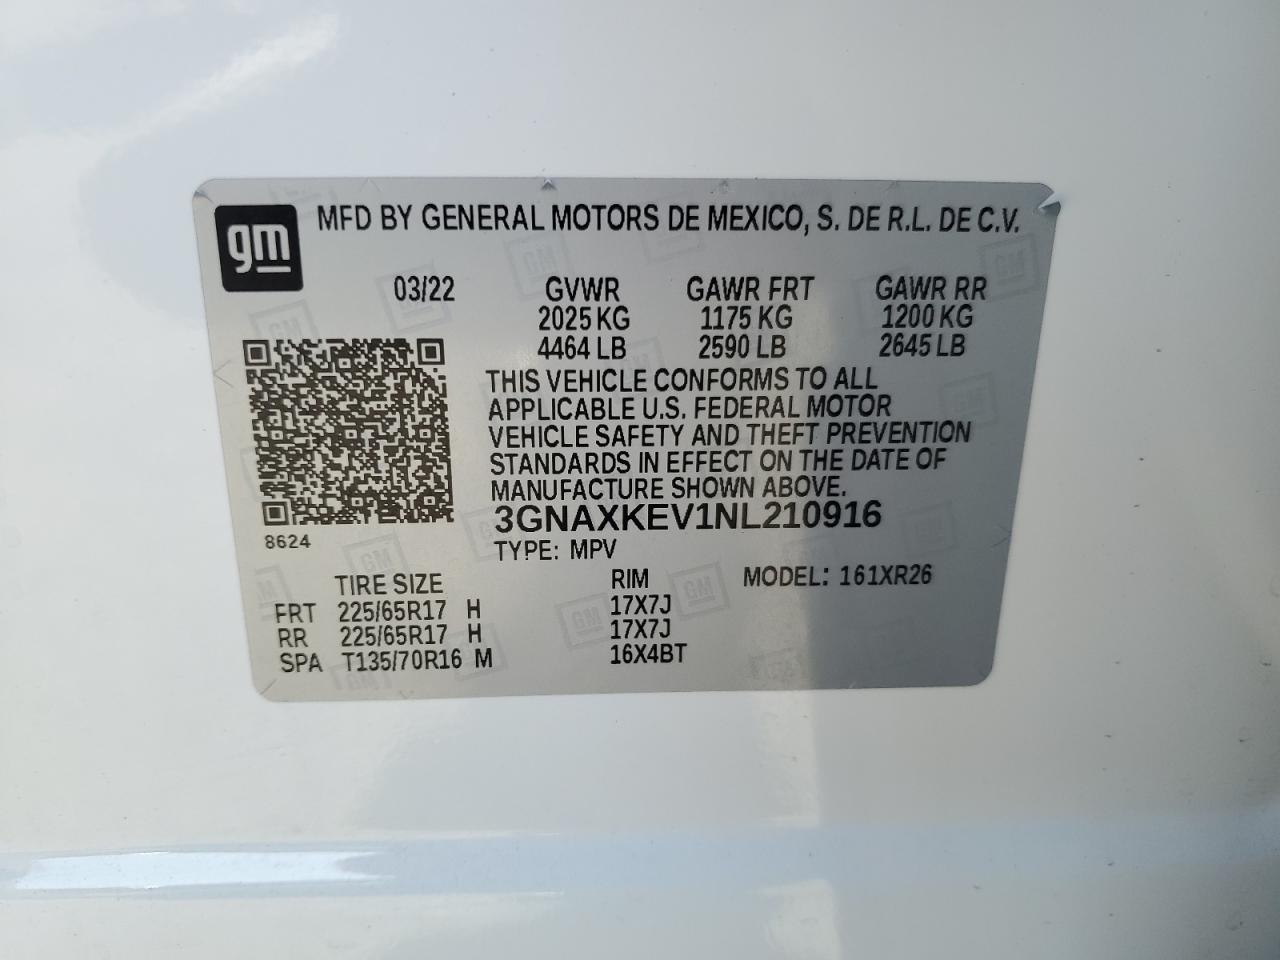 gm MFD BY GENERAL MOTORS DE MEXICO, S. DE R.L. DE C.V.
03/22 GVWR GAWR FRT GAWR RR
2025 KG 1175 KG 1200 KG
4464 LB 2590 LB 2645 LB
THIS VEHICLE CONFORMS TO ALL
APPLICABLE U.S. FEDERAL MOTOR
VEHICLE SAFETY AND THEFT PREVENTION
STANDARDS IN EFFECT ON THE DATE OF
MANUFACTURE SHOWN ABOVE.
3GNAXKEV1NL210916
8624
TYPE: MPV
TIRE SIZE RIM MODEL: 161XR26
FRT 225/65R17 H 17X7J
RR 225/65R17 H 17X7J
SPA T135/70R16 M 16X4BT